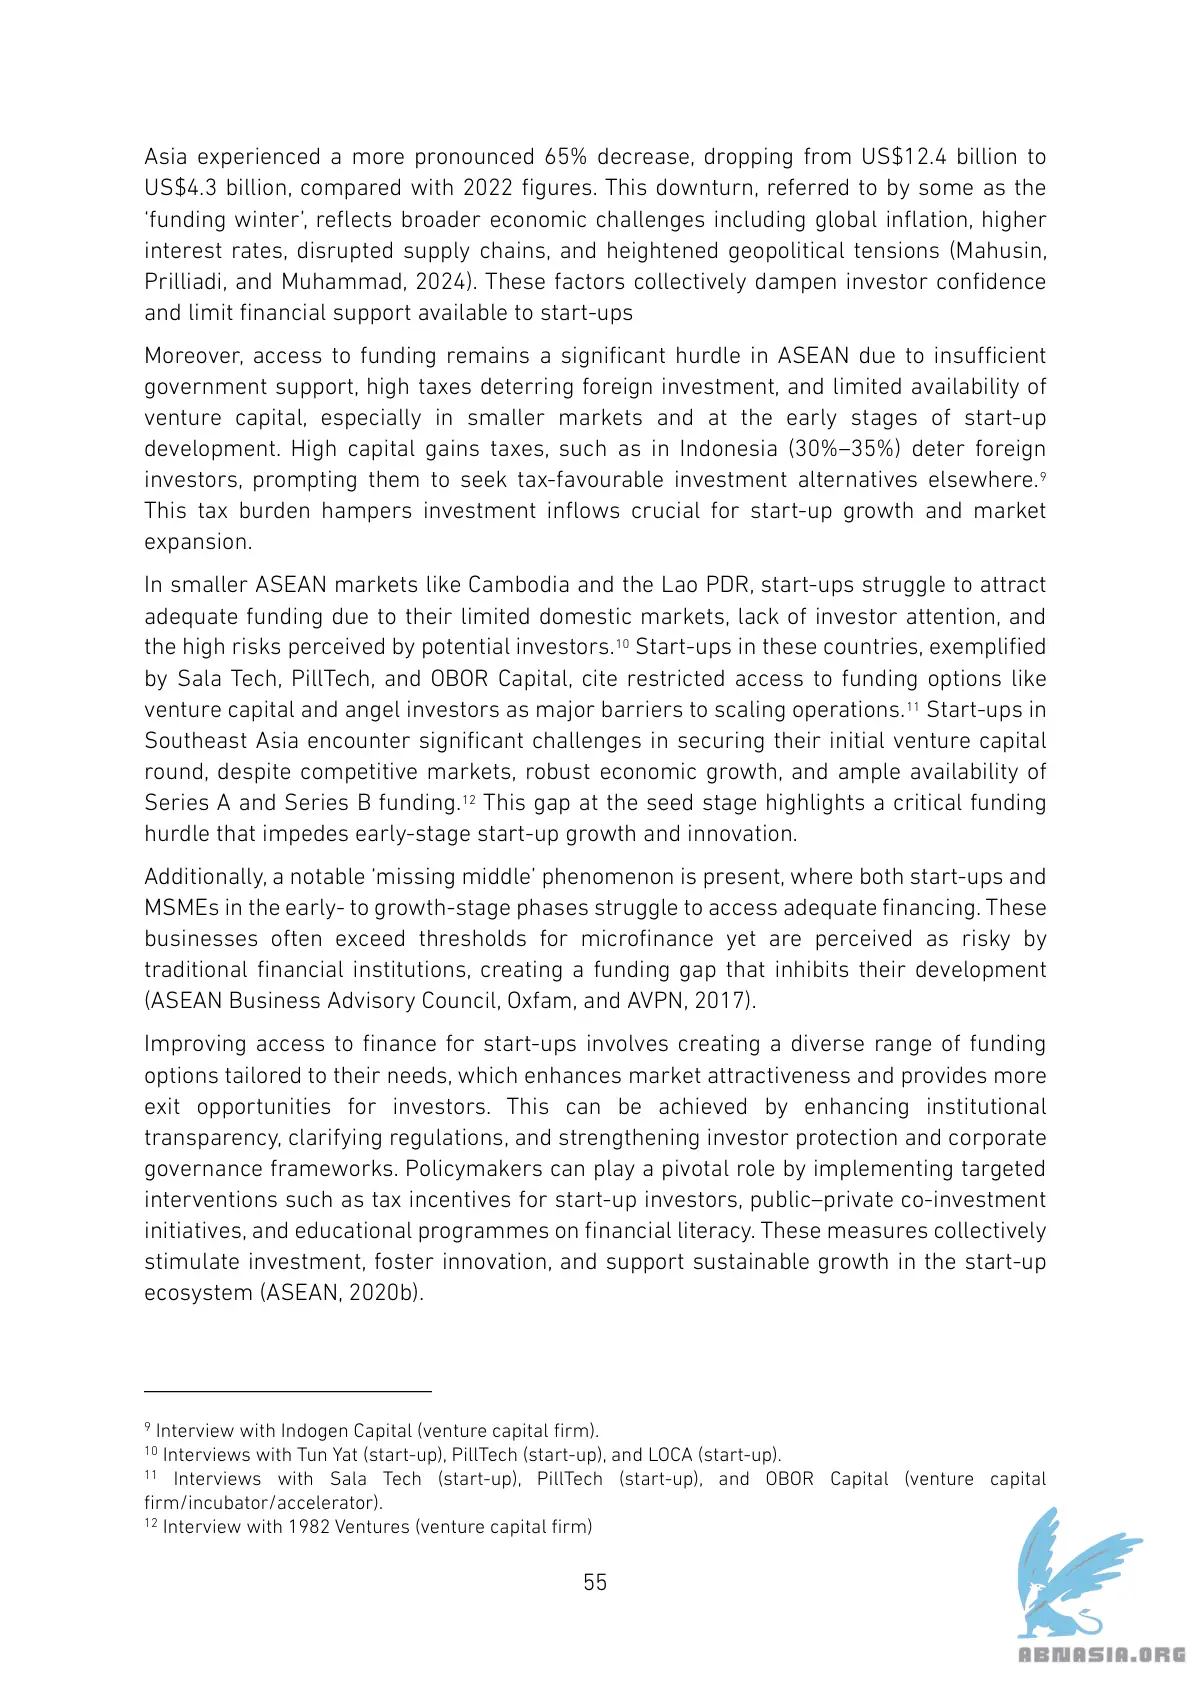 Asia experienced a more pronounced 65% decrease, dropping from US$12.4 billion to
US$4.3 billion, compared with 2022 figures. This downturn, referred to by some as the
‘funding winter’, reflects broader economic challenges including global inflation, higher
interest rates, disrupted supply chains, and heightened geopolitical tensions (Mahusin,
Prilliadi, and Muhammad, 2024). These factors collectively dampen investor confidence
and limit financial support available to start-ups
Moreover, access to funding remains a significant hurdle in ASEAN due to insufficient
government support, high taxes deterring foreign investment, and limited availability of
venture capital, especially in smaller markets and at the early stages of start-up
development. High capital gains taxes, such as in Indonesia (30%–35%) deter foreign
investors, prompting them to seek tax-favourable investment alternatives elsewhere.⁹
This tax burden hampers investment inflows crucial for start-up growth and market
expansion.
In smaller ASEAN markets like Cambodia and the Lao PDR, start-ups struggle to attract
adequate funding due to their limited domestic markets, lack of investor attention, and
the high risks perceived by potential investors.¹⁰ Start-ups in these countries, exemplified
by Sala Tech, PillTech, and OBOR Capital, cite restricted access to funding options like
venture capital and angel investors as major barriers to scaling operations.¹¹ Start-ups in
Southeast Asia encounter significant challenges in securing their initial venture capital
round, despite competitive markets, robust economic growth, and ample availability of
Series A and Series B funding.¹² This gap at the seed stage highlights a critical funding
hurdle that impedes early-stage start-up growth and innovation.
Additionally, a notable ‘missing middle’ phenomenon is present, where both start-ups and
MSMEs in the early- to growth-stage phases struggle to access adequate financing. These
businesses often exceed thresholds for microfinance yet are perceived as risky by
traditional financial institutions, creating a funding gap that inhibits their development
(ASEAN Business Advisory Council, Oxfam, and AVPN, 2017).
Improving access to finance for start-ups involves creating a diverse range of funding
options tailored to their needs, which enhances market attractiveness and provides more
exit opportunities for investors. This can be achieved by enhancing institutional
transparency, clarifying regulations, and strengthening investor protection and corporate
governance frameworks. Policymakers can play a pivotal role by implementing targeted
interventions such as tax incentives for start-up investors, public–private co-investment
initiatives, and educational programmes on financial literacy. These measures collectively
stimulate investment, foster innovation, and support sustainable growth in the start-up
ecosystem (ASEAN, 2020b).
⁹ Interview with Indogen Capital (venture capital firm).
¹⁰ Interviews with Tun Yat (start-up), PillTech (start-up), and LOCA (start-up).
¹¹ Interviews with Sala Tech (start-up), PillTech (start-up), and OBOR Capital (venture capital
firm/incubator/accelerator).
¹² Interview with 1982 Ventures (venture capital firm)
55
ABNASIA.ORG